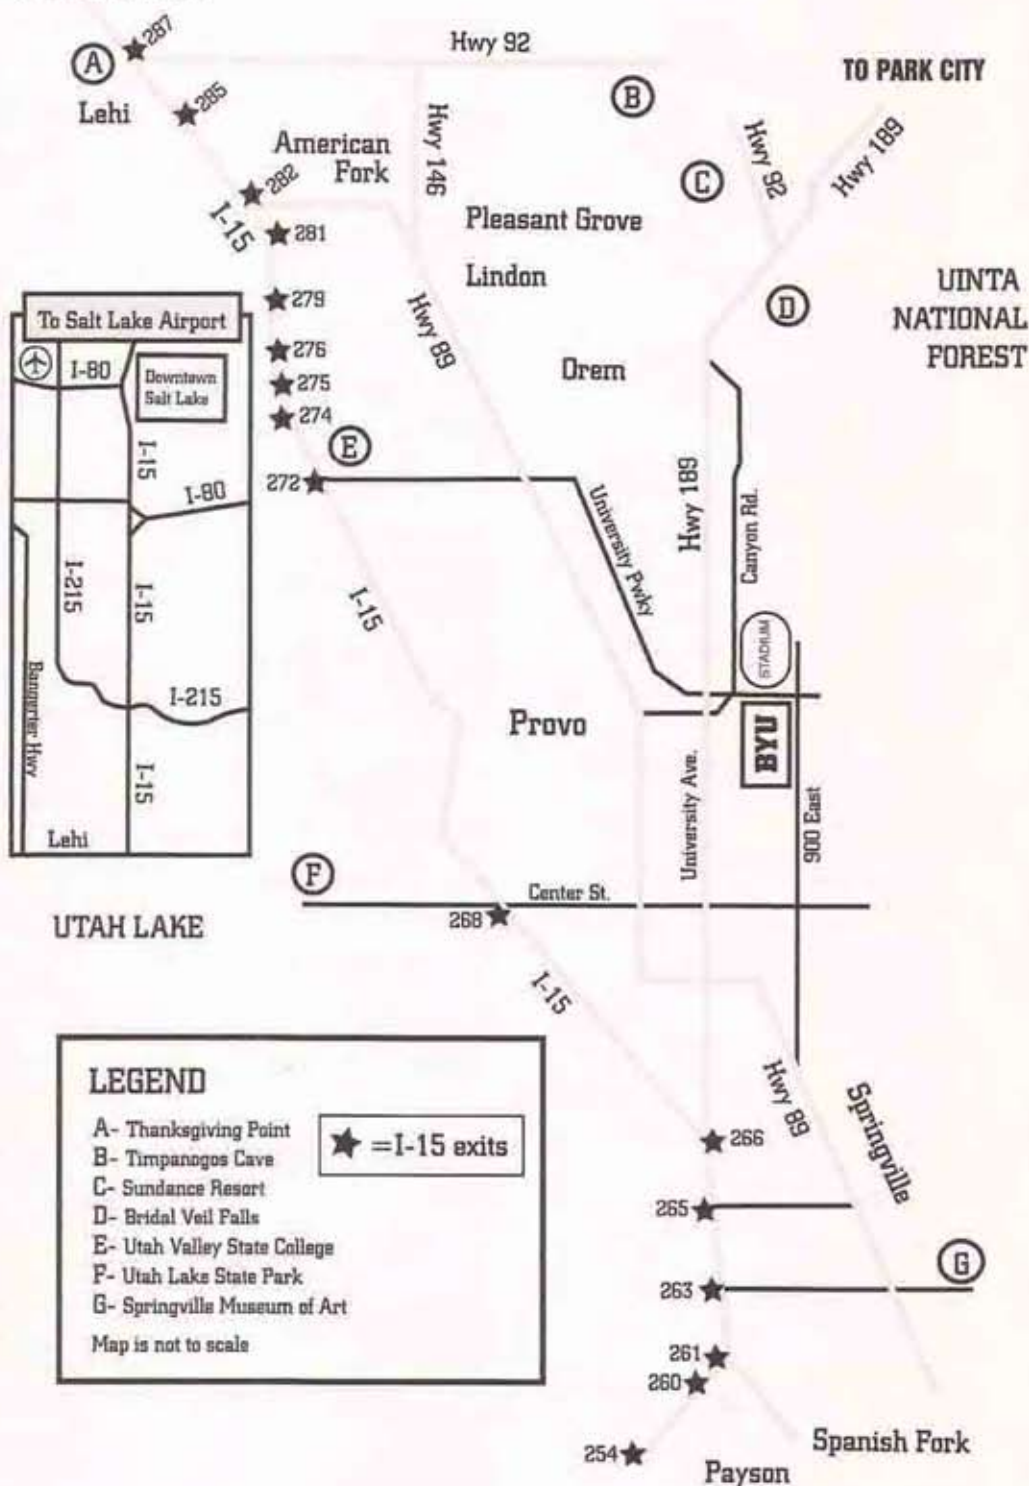 287
A
Hwy 92
TO PARK CITY
Lehi
285
B
Hwy 146
Hwy 92
Hwy 189
American
Fork
282
C
I-15
281
Pleasant Grove
Lindon
UINTA
NATIONAL
FOREST
279
D
Hwy 89
To Salt Lake Airport
I-80
Downtown
Salt Lake
I-15
I-80
I-215
I-15
I-215
Bangerter Hwy
I-15
Lehi
276
275
274
Orem
E
272
University Pwky
Hwy 189
Canyon Rd.
I-15
STADIUM
Provo
BYU
University Ave.
900 East
F
Center St.
268
UTAH LAKE
I-15
LEGEND
A- Thanksgiving Point
B- Timpanogos Cave
C- Sundance Resort
D- Bridal Veil Falls
E- Utah Valley State College
F- Utah Lake State Park
G- Springville Museum of Art
Map is not to scale
★ =I-15 exits
Hwy 89
Springville
266
265
G
263
261
260
254
Spanish Fork
Payson